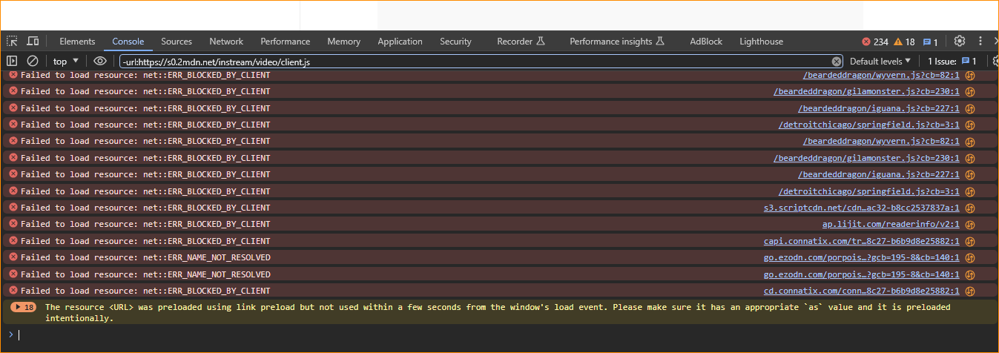 Elements Console Sources Network Performance Memory Application Security Recorder Performance insights AdBlock Lighthouse 234 18 1
top -url:https://s0.2mdn.net/instream/video/client.js Default levels 1 Issue: 1
Failed to load resource: net::ERR_BLOCKED_BY_CLIENT /beardeddragon/wyvern.js?cb=82:1
Failed to load resource: net::ERR_BLOCKED_BY_CLIENT /beardeddragon/gilamonster.js?cb=230:1
Failed to load resource: net::ERR_BLOCKED_BY_CLIENT /beardeddragon/iguana.js?cb=227:1
Failed to load resource: net::ERR_BLOCKED_BY_CLIENT /detroitchicago/springfield.js?cb=3:1
Failed to load resource: net::ERR_BLOCKED_BY_CLIENT /beardeddragon/wyvern.js?cb=82:1
Failed to load resource: net::ERR_BLOCKED_BY_CLIENT /beardeddragon/gilamonster.js?cb=230:1
Failed to load resource: net::ERR_BLOCKED_BY_CLIENT /beardeddragon/iguana.js?cb=227:1
Failed to load resource: net::ERR_BLOCKED_BY_CLIENT /detroitchicago/springfield.js?cb=3:1
Failed to load resource: net::ERR_BLOCKED_BY_CLIENT s3.scriptcdn.net/cdn…ac32-b8cc2537837a:1
Failed to load resource: net::ERR_BLOCKED_BY_CLIENT ap.lijit.com/readerinfo/v2:1
Failed to load resource: net::ERR_BLOCKED_BY_CLIENT capi.connatix.com/tr…8c27-b6b9d8e25882:1
Failed to load resource: net::ERR_NAME_NOT_RESOLVED go.ezodn.com/porpois…?gcb=195-8&cb=140:1
Failed to load resource: net::ERR_NAME_NOT_RESOLVED go.ezodn.com/porpois…?gcb=195-8&cb=140:1
Failed to load resource: net::ERR_BLOCKED_BY_CLIENT cd.connatix.com/conn…8c27-b6b9d8e25882:1
18 The resource <URL> was preloaded using link preload but not used within a few seconds from the window's load event. Please make sure it has an appropriate `as` value and it is preloaded
intentionally.